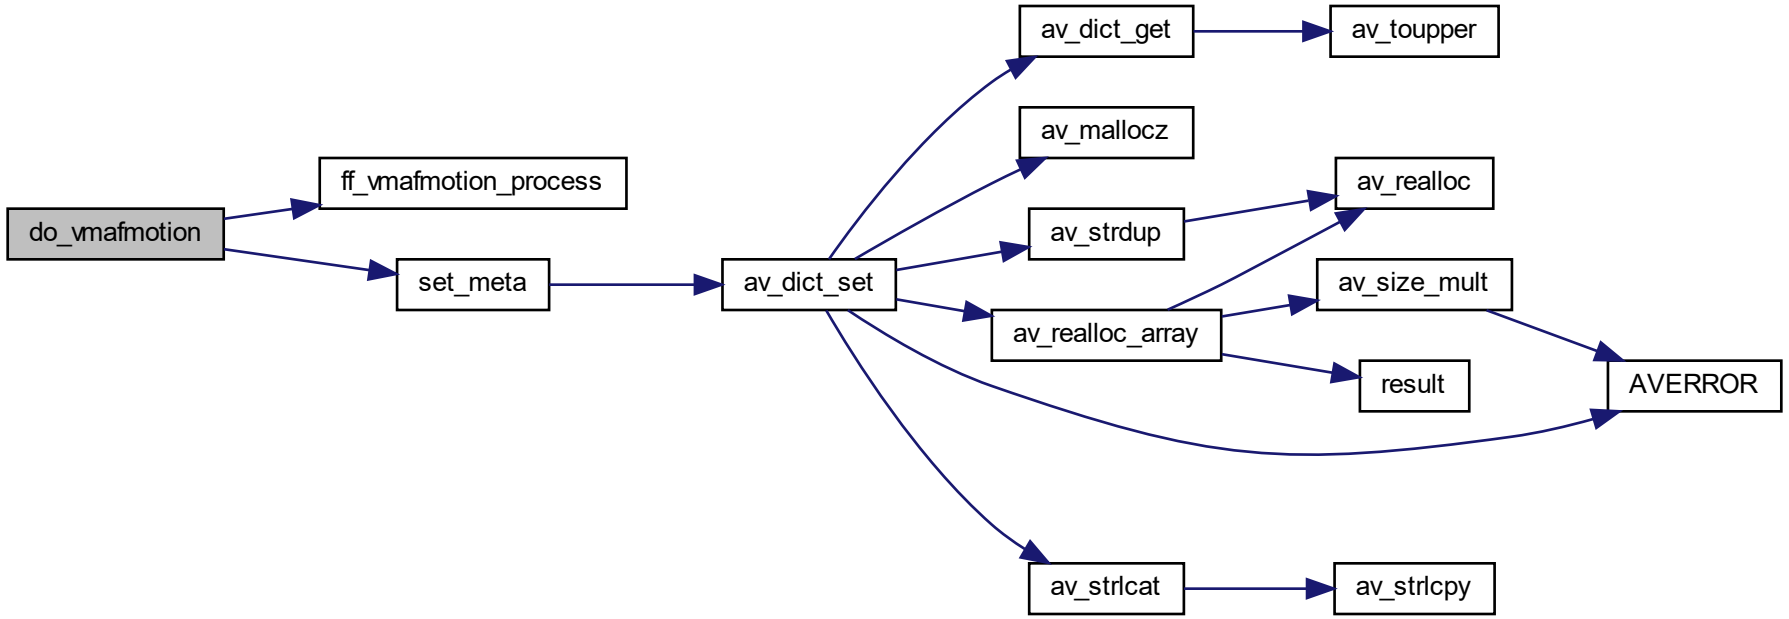 av_dict_get
av_toupper
av_mallocz
ff_vmafmotion_process
av_realloc
do_vmafmotion
av_strdup
set_meta
av_dict_set
av_size_mult
av_realloc_array
result
AVERROR
av_strlcat
av_strlcpy